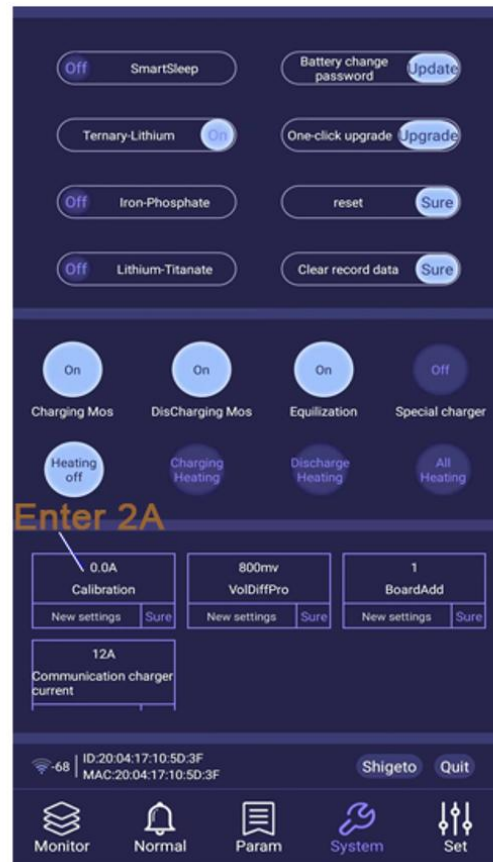 Off SmartSleep
Battery change password Update
Ternary-Lithium On
One-click upgrade Upgrade
Off Iron-Phosphate
reset Sure
Off Lithium-Titanate
Clear record data Sure
On On On Off
Charging Mos DisCharging Mos Equilization Special charger
Heating off
Charging Heating
Discharge Heating
All Heating
Enter 2A
0.0A
Calibration
New settings Sure
800mv
VolDiffPro
New settings Sure
1
BoardAdd
New settings Sure
12A
Communication charger
current
-68
ID:20:04:17:10:5D:3F
MAC:20:04:17:10:5D:3F
Shigeto Quit
Monitor Normal Param System Set